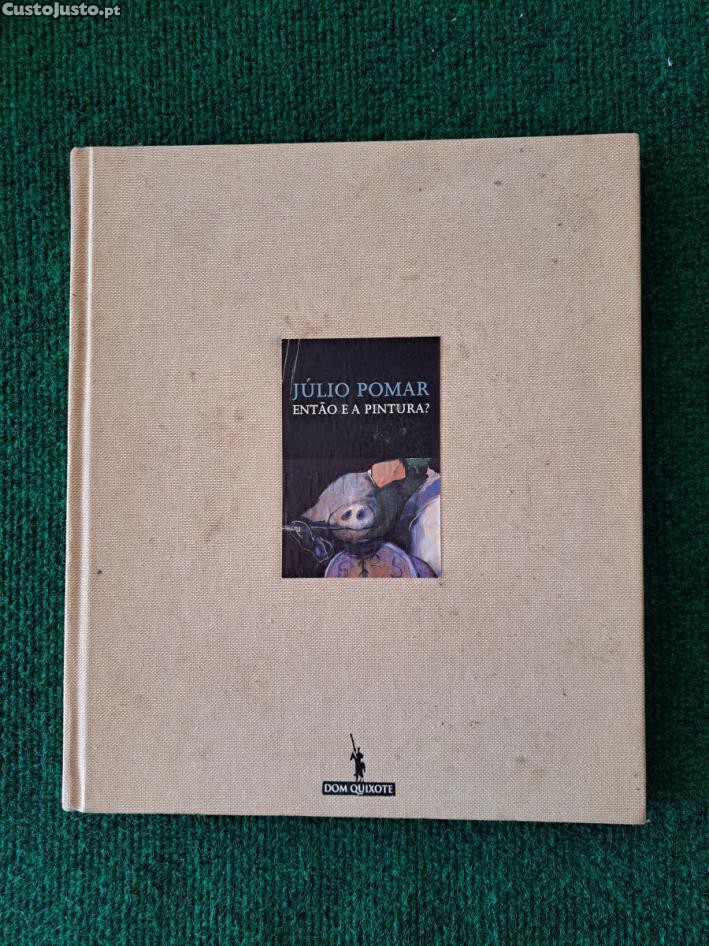 CustoJusto.pt
JÚLIO POMAR
ENTÃO E A PINTURA?
DOM QUIXOTE